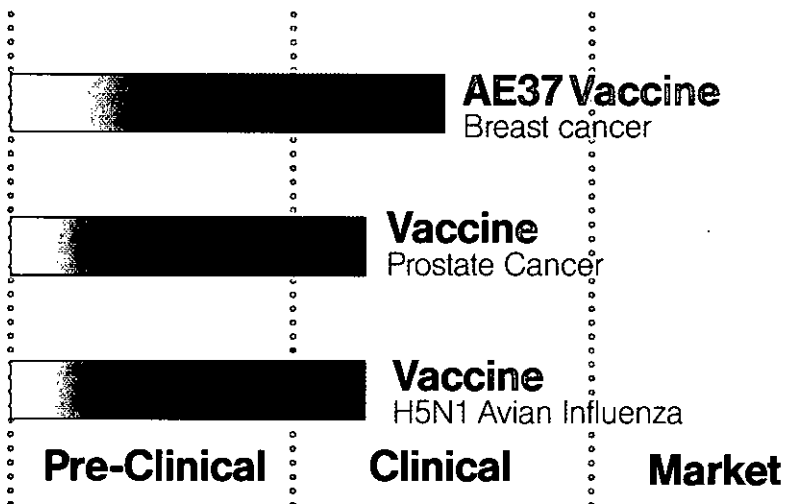 AE37 Vaccine
Breast cancer
Vaccine
Prostate Cancer
Vaccine
H5N1 Avian Influenza
Pre-Clinical Clinical Market